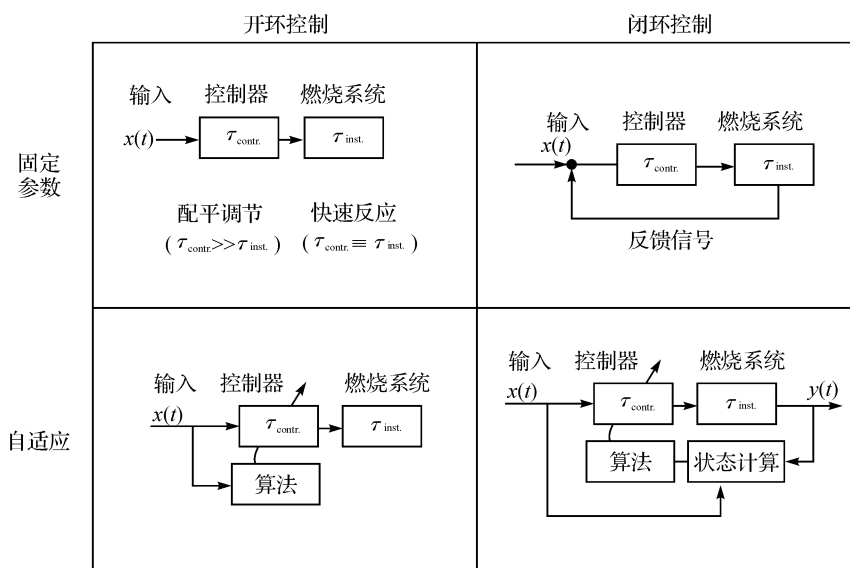 开环控制
闭环控制
固定
参数
输入
控制器
燃烧系统
x(t)
τcontr.
τinst.
配平调节
快速反应
(τcontr.>>τinst.)
(τcontr.≡τinst.)
输入
控制器
燃烧系统
x(t)
τcontr.
τinst.
反馈信号
自适应
输入
控制器
燃烧系统
x(t)
τcontr.
τinst.
算法
输入
控制器
燃烧系统
x(t)
τcontr.
τinst.
y(t)
算法
状态计算